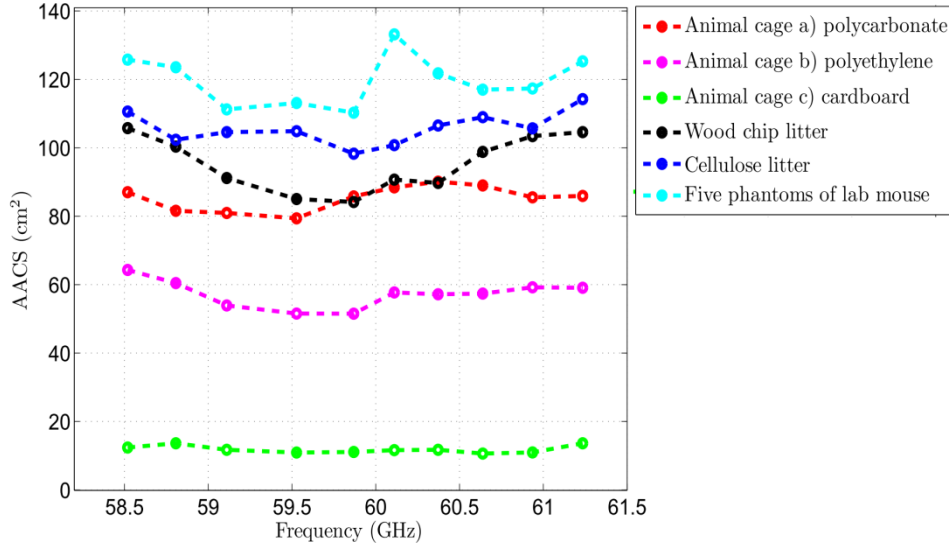 140
120
100
80
60
40
20
0
AACS (cm²)
58.5 59 59.5 60 60.5 61 61.5
Frequency (GHz)
Animal cage a) polycarbonate
Animal cage b) polyethylene
Animal cage c) cardboard
Wood chip litter
Cellulose litter
Five phantoms of lab mouse